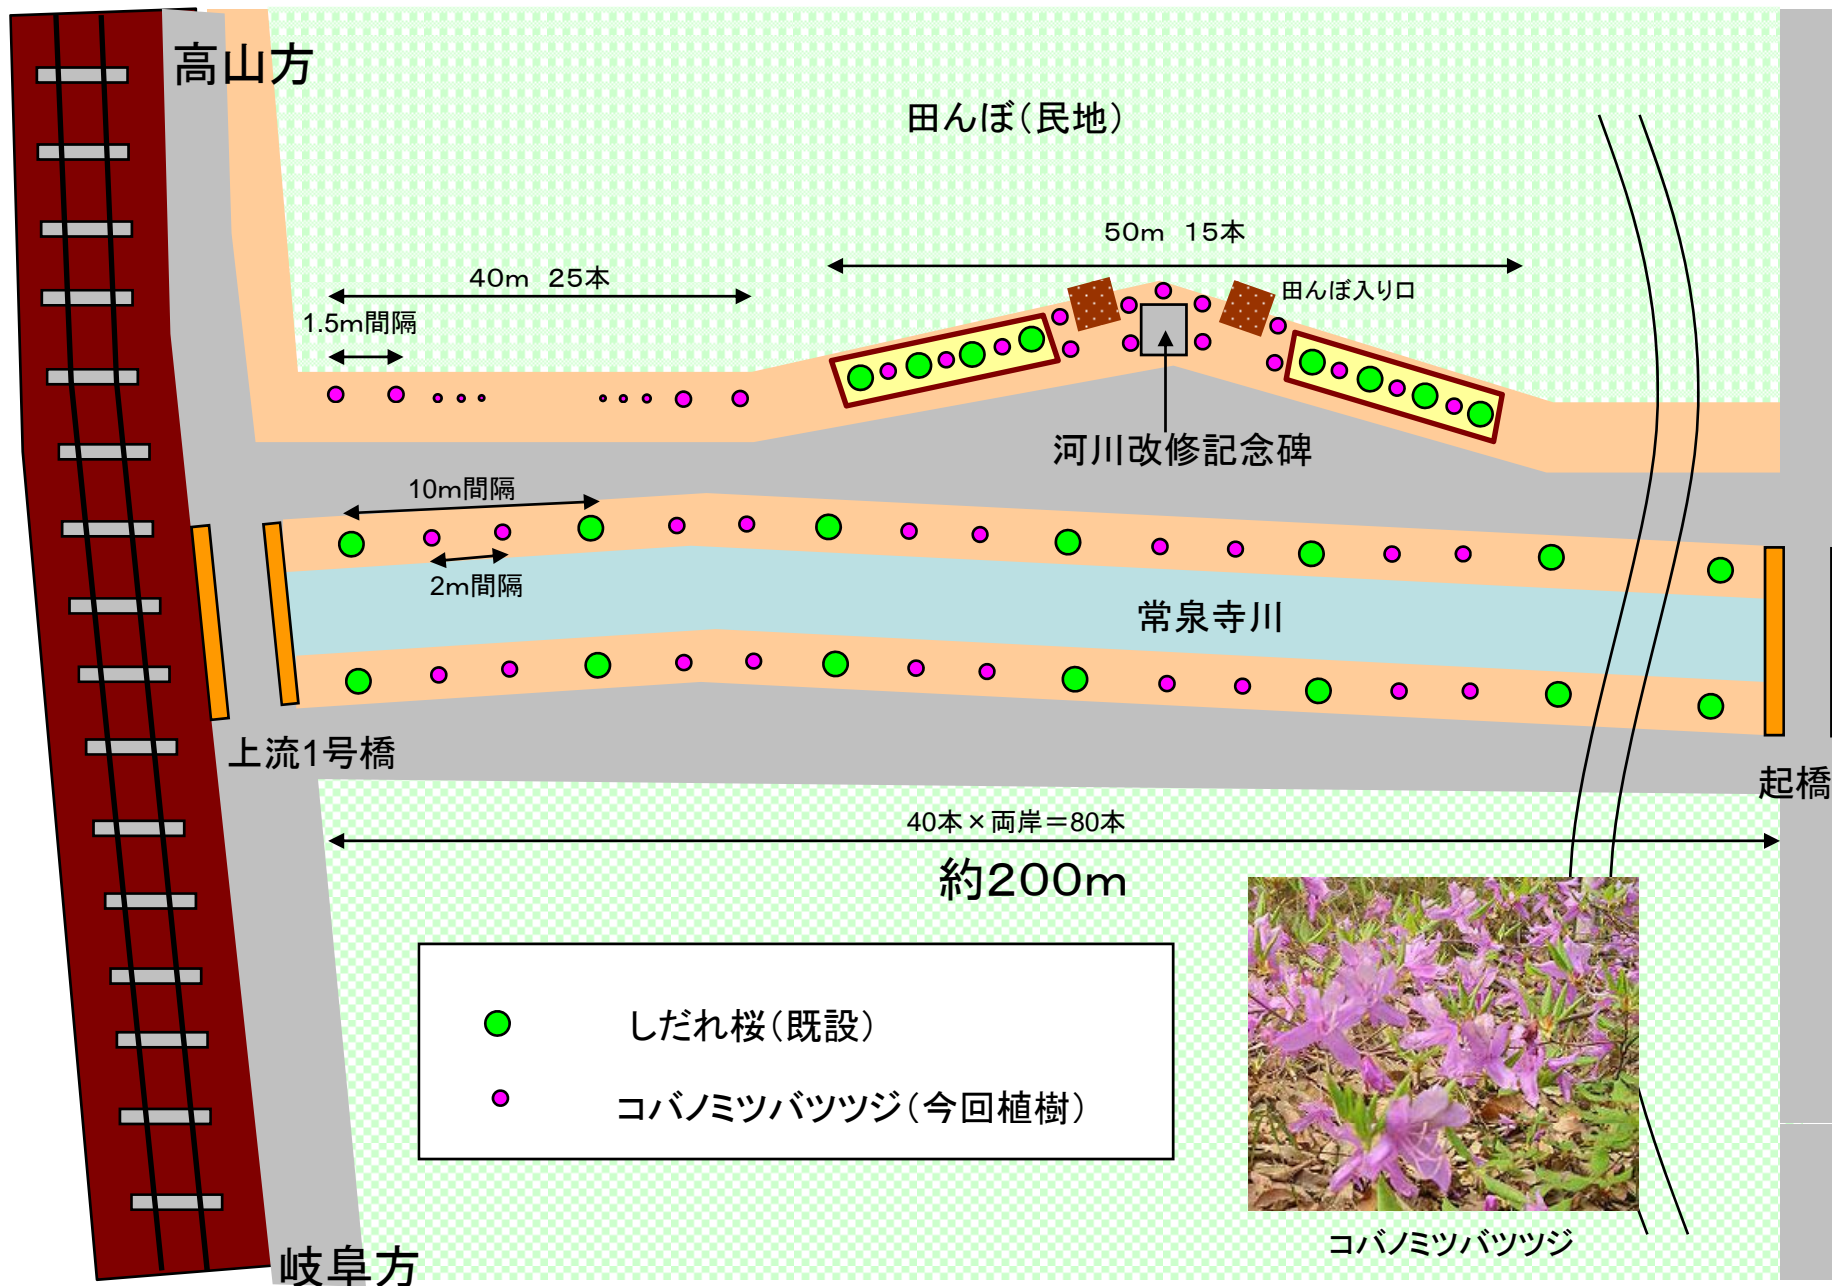 高山方
田んぼ（民地）
50m 15本
40m 25本
田んぼ入り口
1.5m間隔
河川改修記念碑
10m間隔
2m間隔
常泉寺川
上流1号橋
起橋
40本×両岸＝80本
約200m
しだれ桜（既設）
コバノミツバツツジ（今回植樹）
コバノミツバツツジ
岐阜方